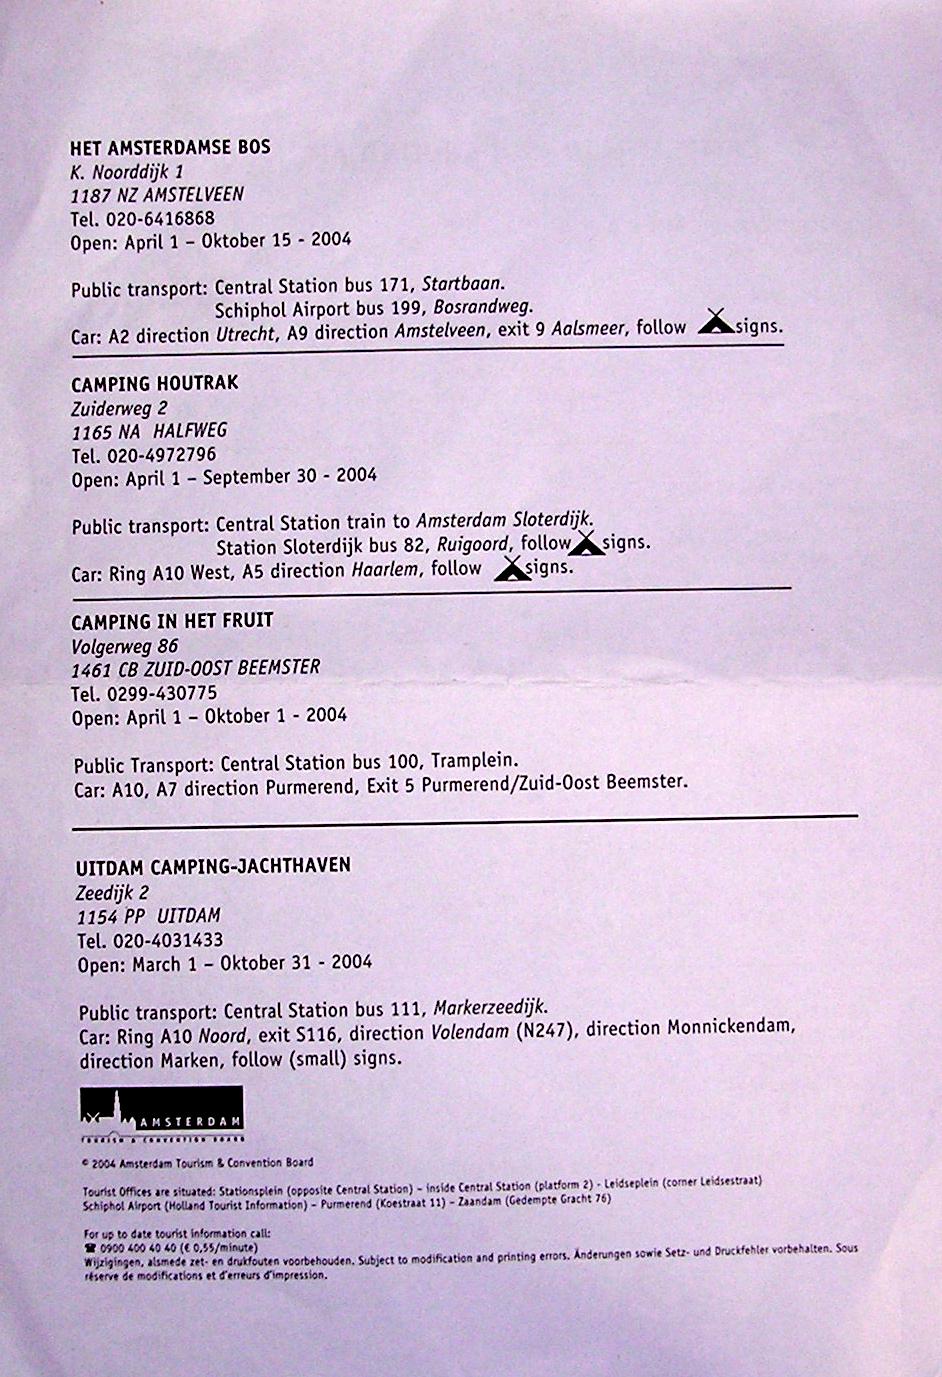 HET AMSTERDAMSE BOS
K. Noorddijk 1
1187 NZ AMSTELVEEN
Tel. 020-6416868
Open: April 1 – Oktober 15 - 2004
Public transport: Central Station bus 171, Startbaan.
Schiphol Airport bus 199, Bosrandweg.
Car: A2 direction Utrecht, A9 direction Amstelveen, exit 9 Aalsmeer, follow signs.
CAMPING HOUTRAK
Zuiderweg 2
1165 NA HALFWEG
Tel. 020-4972796
Open: April 1 – September 30 - 2004
Public transport: Central Station train to Amsterdam Sloterdijk.
Station Sloterdijk bus 82, Ruigoord, follow signs.
Car: Ring A10 West, A5 direction Haarlem, follow signs.
CAMPING IN HET FRUIT
Volgerweg 86
1461 CB ZUID-OOST BEEMSTER
Tel. 0299-430775
Open: April 1 – Oktober 1 - 2004
Public Transport: Central Station bus 100, Tramplein.
Car: A10, A7 direction Purmerend, Exit 5 Purmerend/Zuid-Oost Beemster.
UITDAM CAMPING-JACHTHAVEN
Zeedijk 2
1154 PP UITDAM
Tel. 020-4031433
Open: March 1 – Oktober 31 - 2004
Public transport: Central Station bus 111, Markerzeedijk.
Car: Ring A10 Noord, exit S116, direction Volendam (N247), direction Monnickendam,
direction Marken, follow (small) signs.
AMSTERDAM
TOURISM & CONVENTION BOARD
© 2004 Amsterdam Tourism & Convention Board
Tourist Offices are situated: Stationsplein (opposite Central Station) – inside Central Station (platform 2) - Leidseplein (corner Leidsestraat)
Schiphol Airport (Holland Tourist Information) – Purmerend (Koestraat 11) – Zaandam (Gedempte Gracht 76)
For up to date tourist information call:
☎ 0900 400 40 40 (€ 0,55/minute)
Wijzigingen, alsmede zet- en drukfouten voorbehouden. Subject to modification and printing errors. Änderungen sowie Setz- und Druckfehler vorbehalten. Sous
réserve de modifications et d'erreurs d'impression.